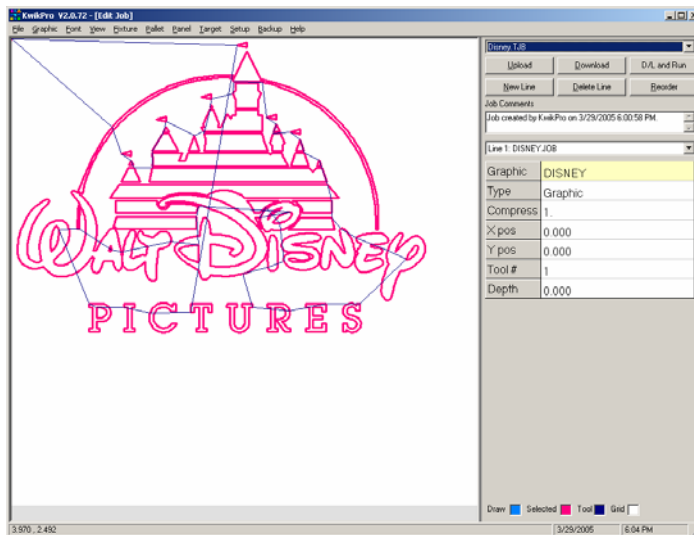 KwikPro V2.0.72 - [Edit Job]
File Graphic Font View Fixture Pallet Panel Target Setup Backup Help
Disney.TJB
Upload Download D/L and Run
New Line Delete Line Reorder
Job Comments
Job created by KwikPro on 3/29/2005 6:00:58 PM.
Line 1: DISNEY.JOB
Graphic DISNEY
Type Graphic
Compress 1.
X pos 0.000
Y pos 0.000
Tool # 1
Depth 0.000
WALT DISNEY
PICTURES
Draw Selected Tool Grid
3.970 , 2.492 3/29/2005 6:04 PM